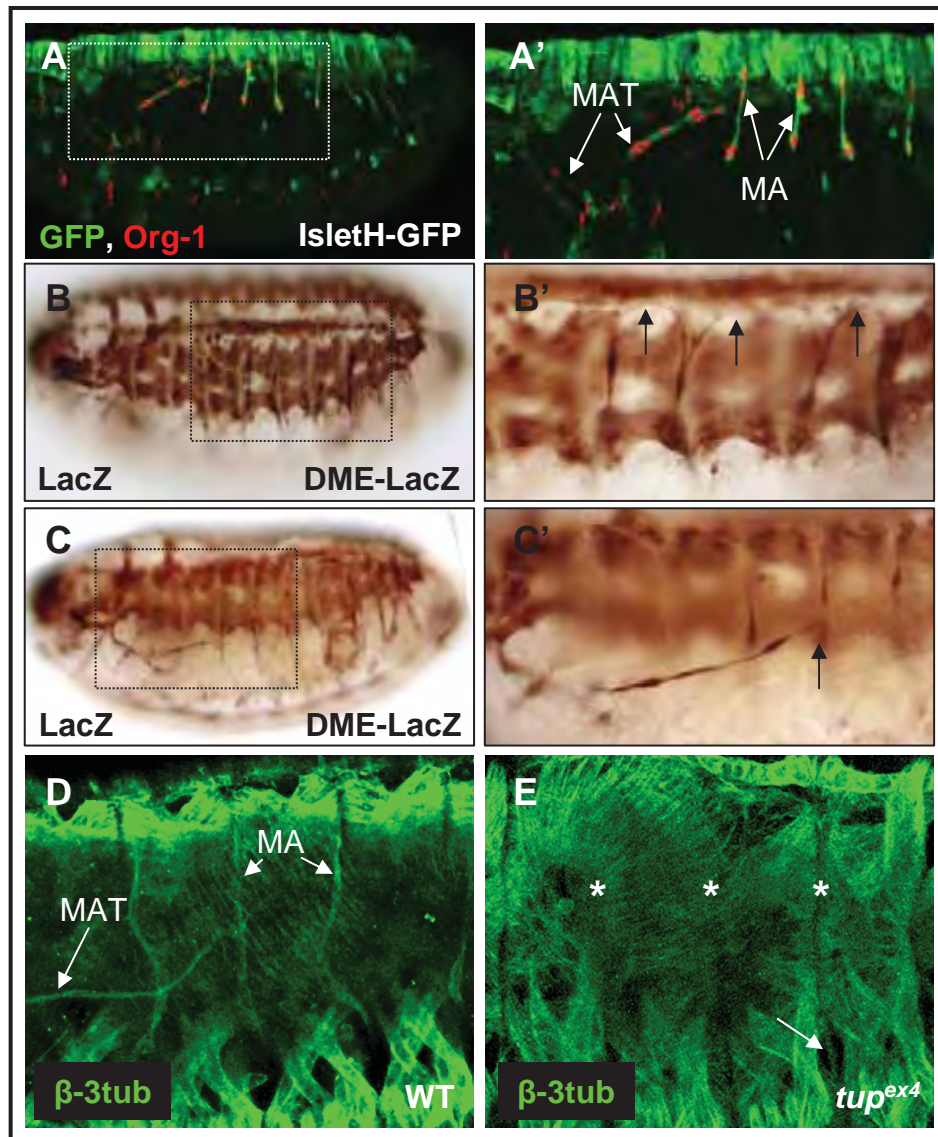 A
GFP, Org-1
IsletH-GFP
A’
MAT
MA
B
LacZ
DME-LacZ
B’
C
LacZ
DME-LacZ
C’
D
MA
MAT
β-3tub
WT
E
* * *
β-3tub
tupex4